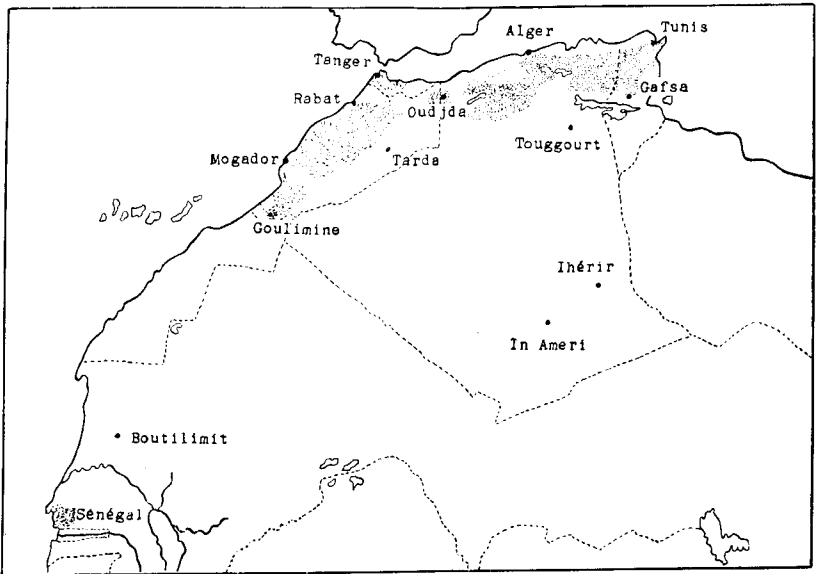 Alger
Tunis
Tanger
Rabat
Oudjda
Gafsa
Mogador
Tarda
Touggourt
Goulimine
Ihérir
In Ameri
Boutilimit
Sénégal